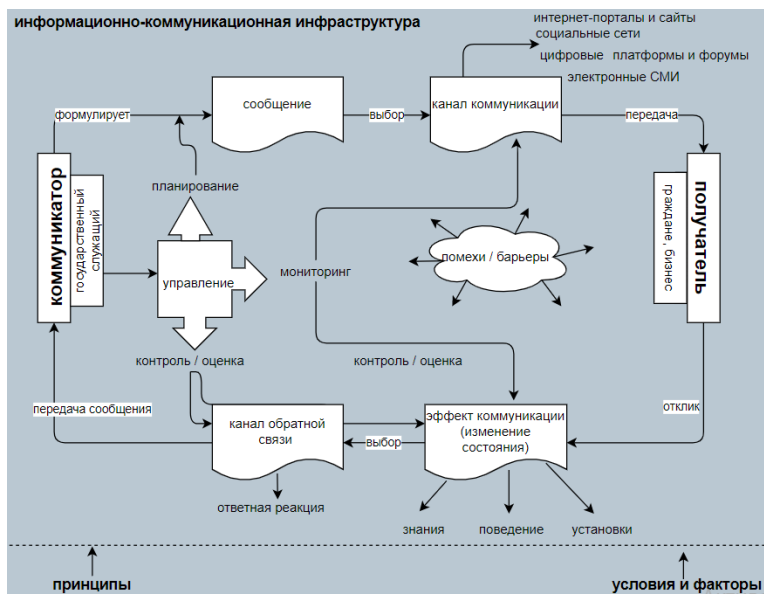 информационно-коммуникационная инфраструктура
интернет-порталы и сайты
социальные сети
цифровые платформы и форумы
электронные СМИ
сообщение
канал коммуникации
формулирует
выбор
передача
коммуникатор
государственный
служащий
планирование
управление
мониторинг
помехи / барьеры
получатель
граждане, бизнес
контроль / оценка
контроль / оценка
передача сообщения
канал обратной
связи
выбор
эффект коммуникации
(изменение
состояния)
отклик
ответная реакция
знания
поведение
установки
принципы
условия и факторы